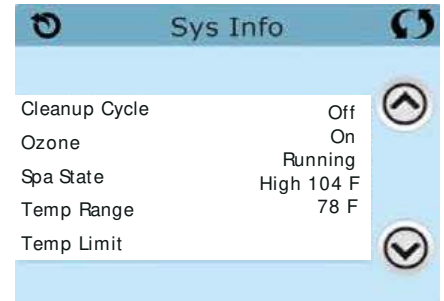 Sys Info
Cleanup Cycle Off
Ozone On
Spa State Running
Temp Range High 104 F
Temp Limit 78 F